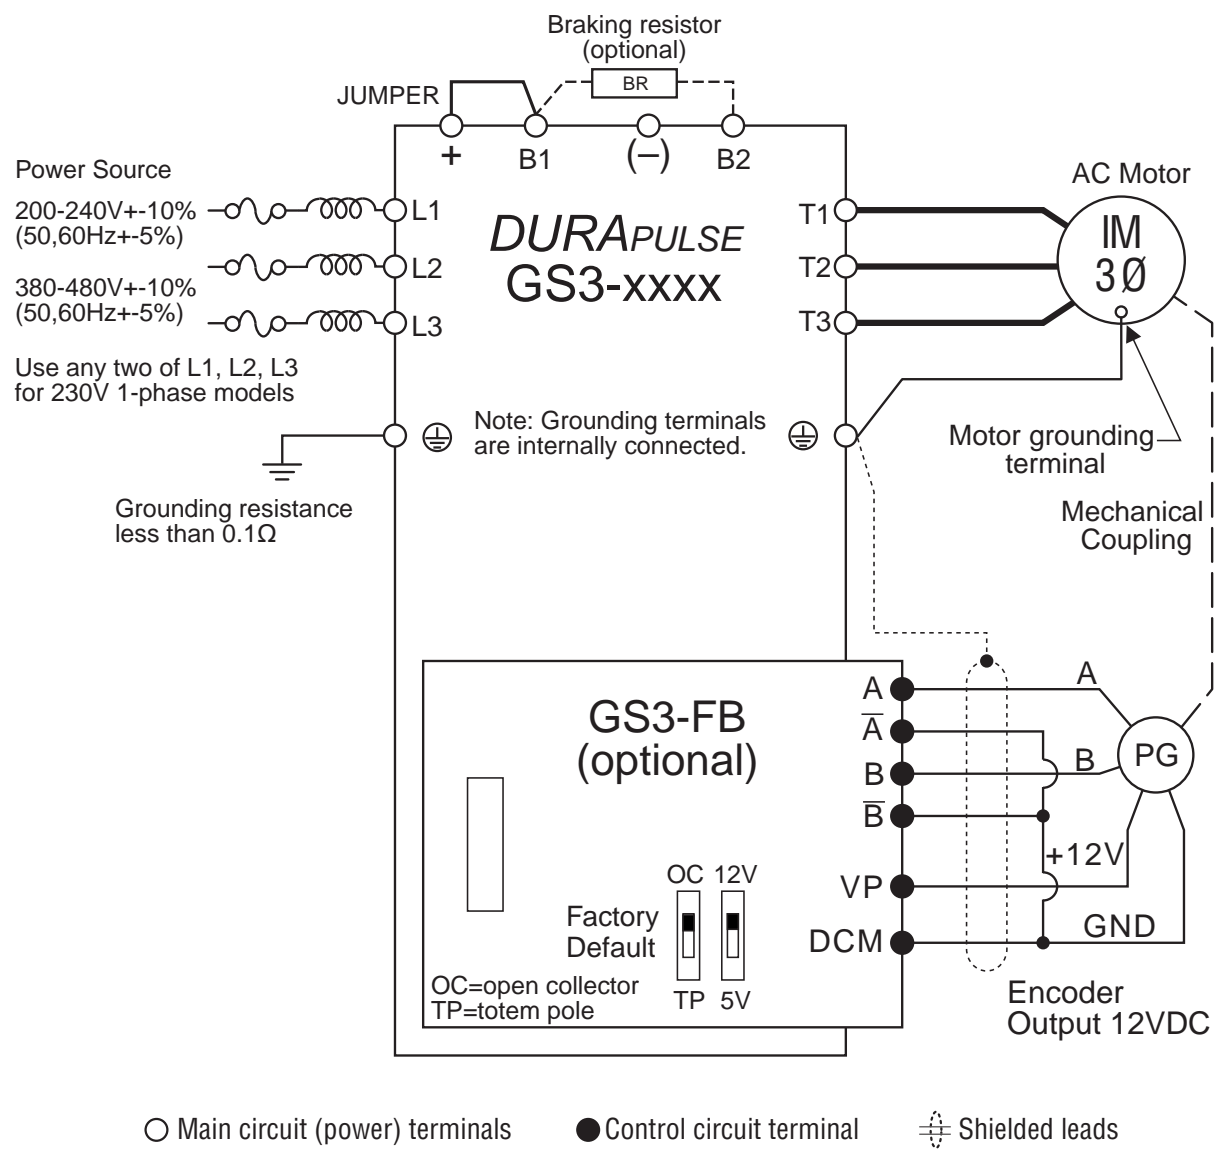 Braking resistor
(optional)
BR
JUMPER
+
B1
(–)
B2
Power Source
200-240V+-10%
(50,60Hz+-5%)
380-480V+-10%
(50,60Hz+-5%)
Use any two of L1, L2, L3
for 230V 1-phase models
L1
L2
L3
DURAPULSE
GS3-xxxx
T1
T2
T3
AC Motor
IM
3Ø
Note: Grounding terminals
are internally connected.
Motor grounding
terminal
Grounding resistance
less than 0.1Ω
Mechanical
Coupling
GS3-FB
(optional)
A
A̅
B
B̅
VP
DCM
A
B
PG
+12V
GND
OC 12V
Factory
Default
TP 5V
OC=open collector
TP=totem pole
Encoder
Output 12VDC
Main circuit (power) terminals
Control circuit terminal
Shielded leads